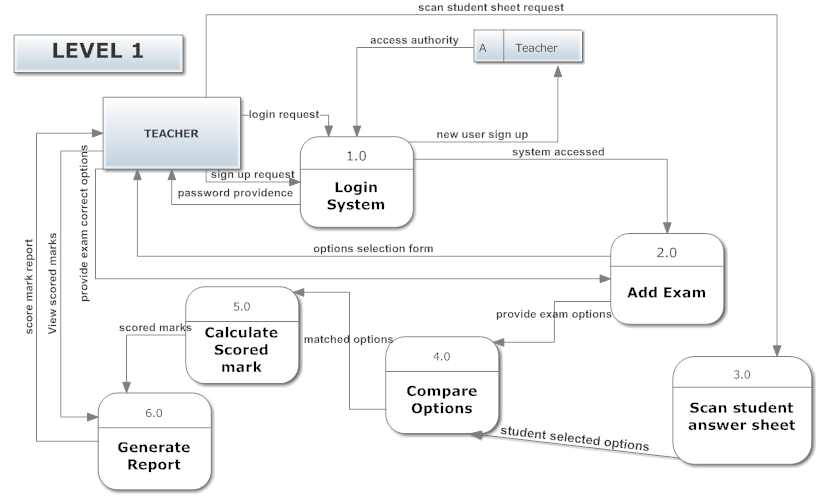 scan student sheet request
LEVEL 1
access authority
A Teacher
TEACHER
login request
new user sign up
system accessed
1.0
Login
System
sign up request
password providence
provide exam correct options
options selection form
2.0
Add Exam
score mark report
View scored marks
5.0
Calculate
Scored
mark
scored marks
matched options
provide exam options
4.0
Compare
Options
3.0
Scan student
answer sheet
student selected options
6.0
Generate
Report